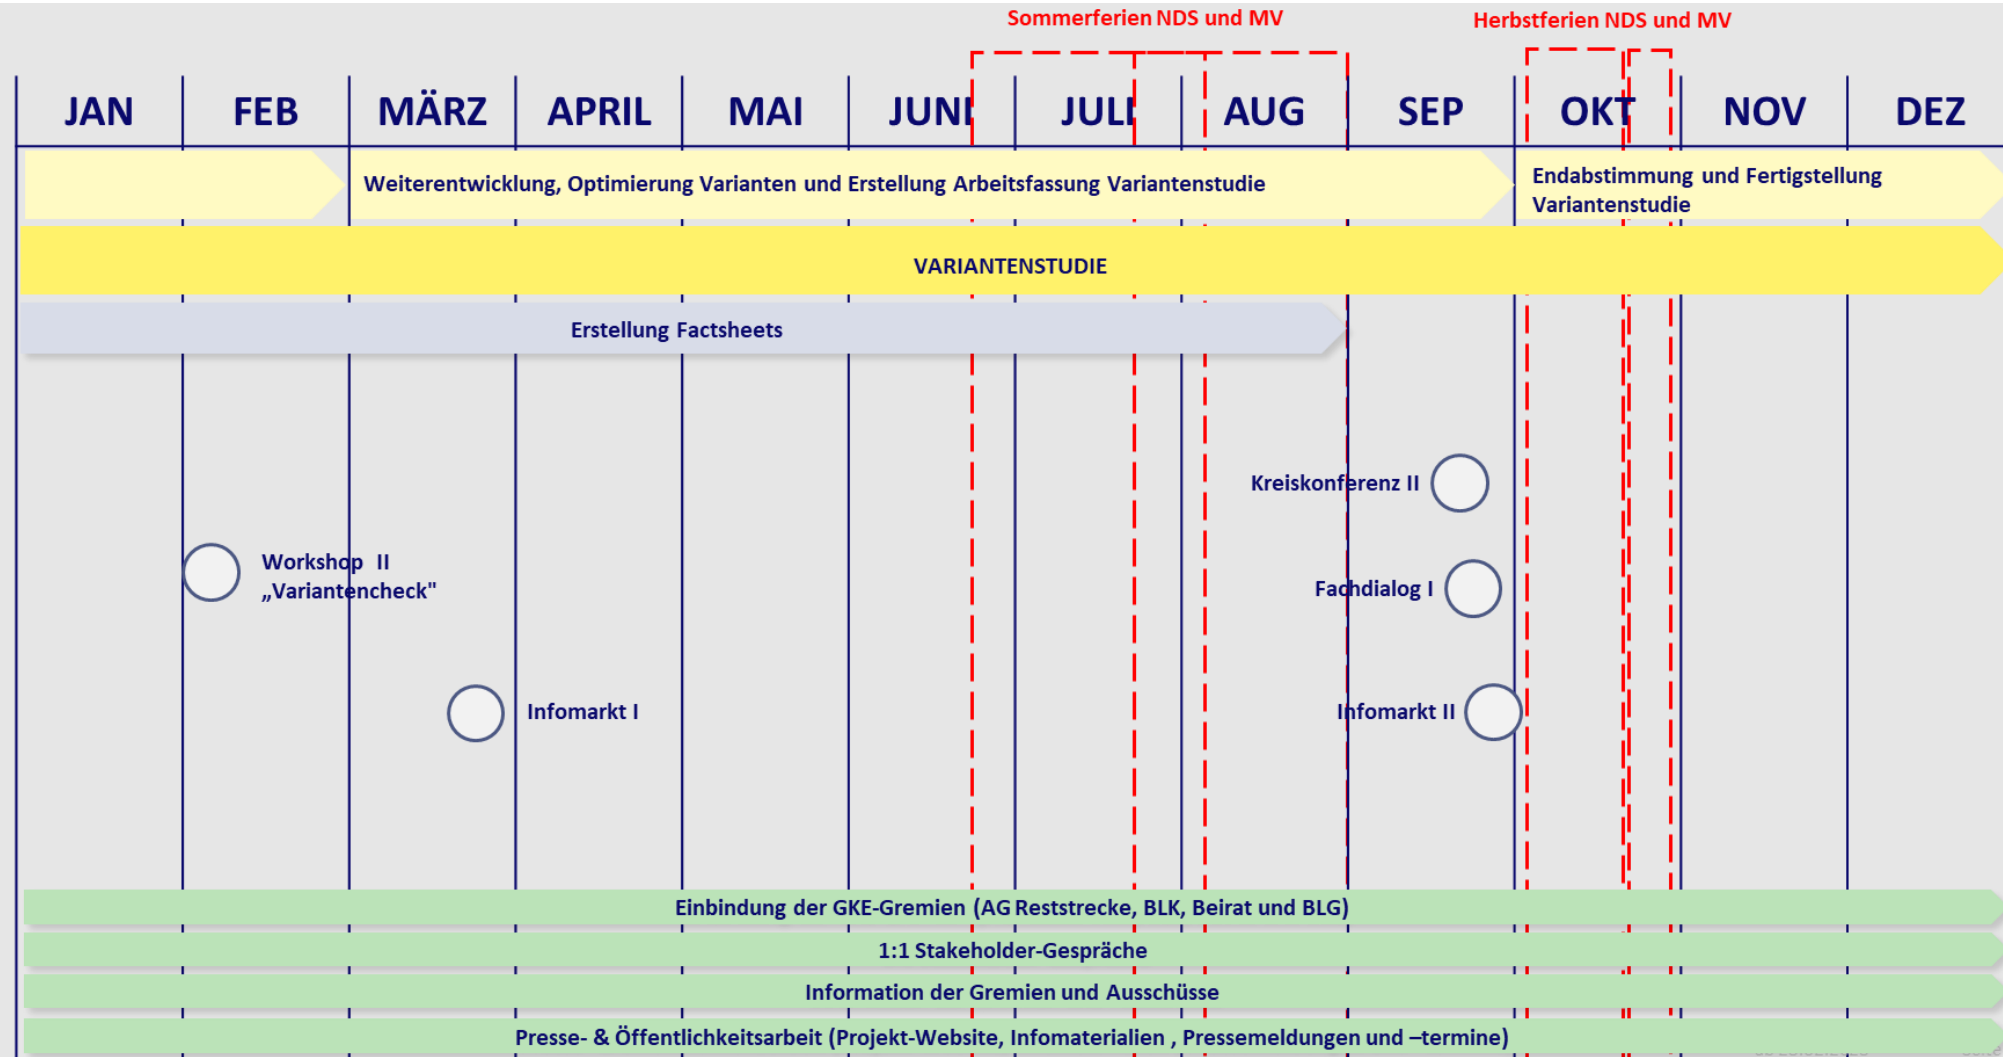 Sommerferien NDS und MV
Herbstferien NDS und MV
JAN
FEB
MÄRZ
APRIL
MAI
JUNI
JULI
AUG
SEP
OKT
NOV
DEZ
Weiterentwicklung, Optimierung Varianten und Erstellung Arbeitsfassung Variantenstudie
Endabstimmung und Fertigstellung
Variantenstudie
VARIANTENSTUDIE
Erstellung Factsheets
Kreiskonferenz II
Workshop II
„Variantencheck"
Fachdialog I
Infomarkt I
Infomarkt II
Einbindung der GKE-Gremien (AG Reststrecke, BLK, Beirat und BLG)
1:1 Stakeholder-Gespräche
Information der Gremien und Ausschüsse
Presse- & Öffentlichkeitsarbeit (Projekt-Website, Infomaterialien , Pressemeldungen und –termine)